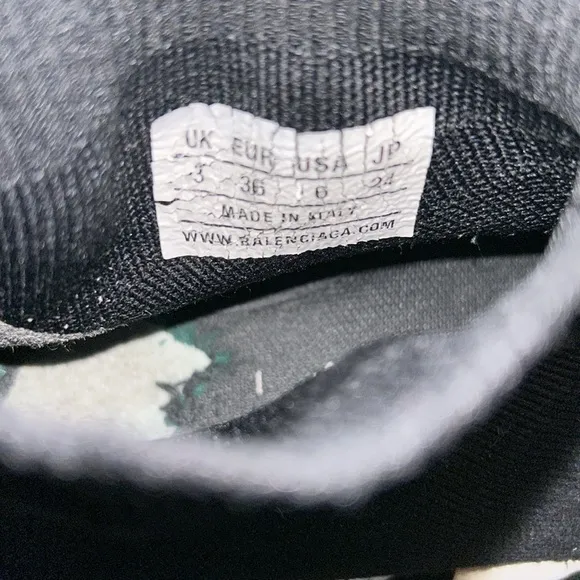 UK EUR USA JP
3 36 6 24
MADE IN ITALY
WWW.BALENCIAGA.COM